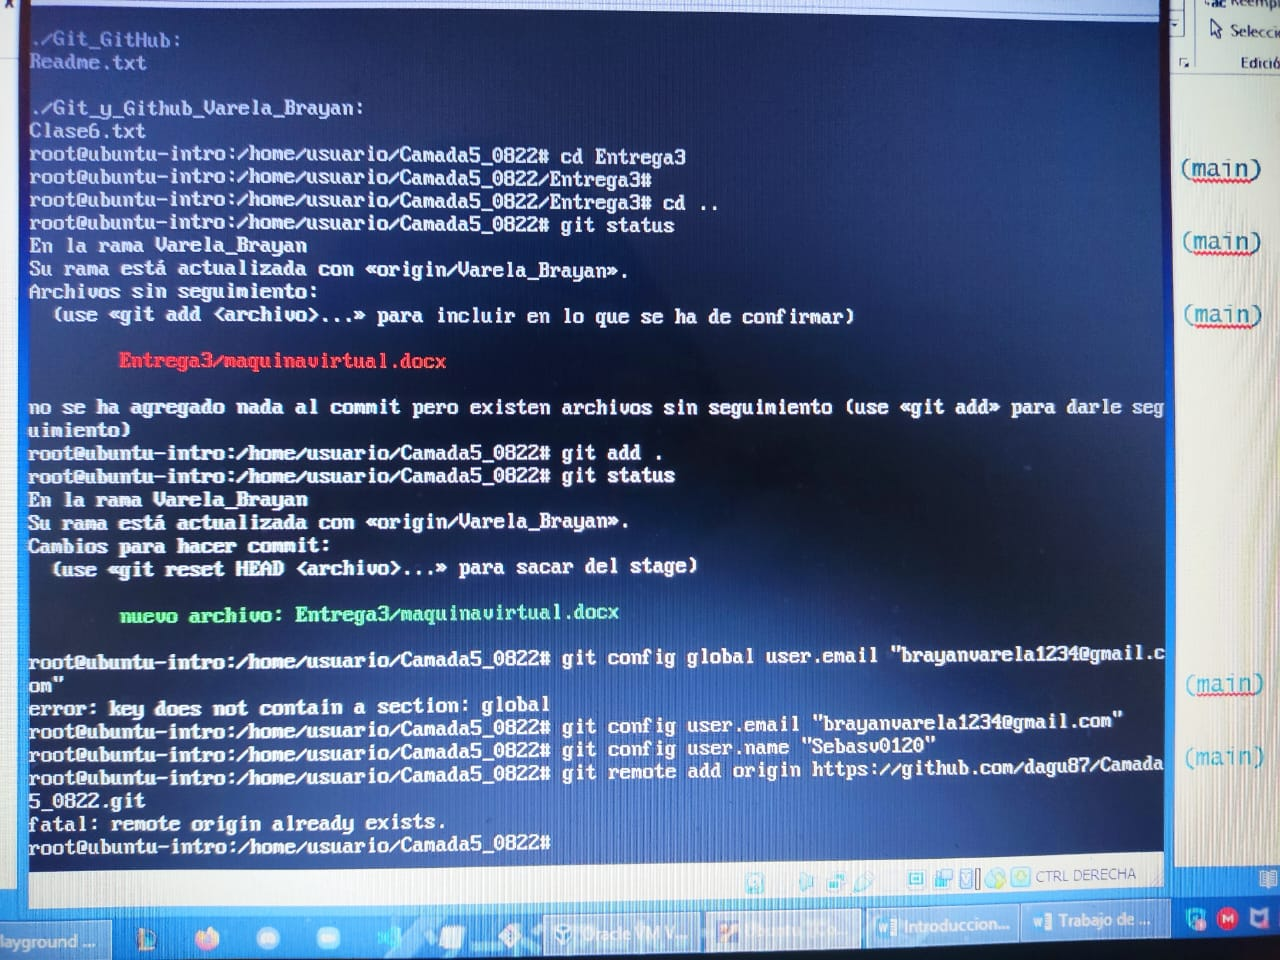 Reempl
Selecci
Edició
./Git_GitHub:
Readme.txt
./Git_y_Github_Varela_Brayan:
Clase6.txt
root@ubuntu-intro:/home/usuario/Camada5_0822# cd Entrega3
root@ubuntu-intro:/home/usuario/Camada5_0822/Entrega3#
root@ubuntu-intro:/home/usuario/Camada5_0822/Entrega3# cd ..
root@ubuntu-intro:/home/usuario/Camada5_0822# git status
En la rama Varela_Brayan
Su rama está actualizada con «origin/Varela_Brayan».
Archivos sin seguimiento:
(use «git add <archivo>...» para incluir en lo que se ha de confirmar)
Entrega3/maquinavirtual.docx
no se ha agregado nada al commit pero existen archivos sin seguimiento (use «git add» para darle seg
uimiento)
root@ubuntu-intro:/home/usuario/Camada5_0822# git add .
root@ubuntu-intro:/home/usuario/Camada5_0822# git status
En la rama Varela_Brayan
Su rama está actualizada con «origin/Varela_Brayan».
Cambios para hacer commit:
(use «git reset HEAD <archivo>...» para sacar del stage)
nuevo archivo: Entrega3/maquinavirtual.docx
root@ubuntu-intro:/home/usuario/Camada5_0822# git config global user.email "brayanvarela1234@gmail.c
om"
error: key does not contain a section: global
root@ubuntu-intro:/home/usuario/Camada5_0822# git config user.email "brayanvarela1234@gmail.com"
root@ubuntu-intro:/home/usuario/Camada5_0822# git config user.name "Sebasv0120"
root@ubuntu-intro:/home/usuario/Camada5_0822# git remote add origin https://github.com/dagu87/Camada
5_0822.git
fatal: remote origin already exists.
root@ubuntu-intro:/home/usuario/Camada5_0822#
(main)
(main)
(main)
(main)
(main)
CTRL DERECHA
layground ...
Oracle VM V...
Introduccion...
Trabajo de ...